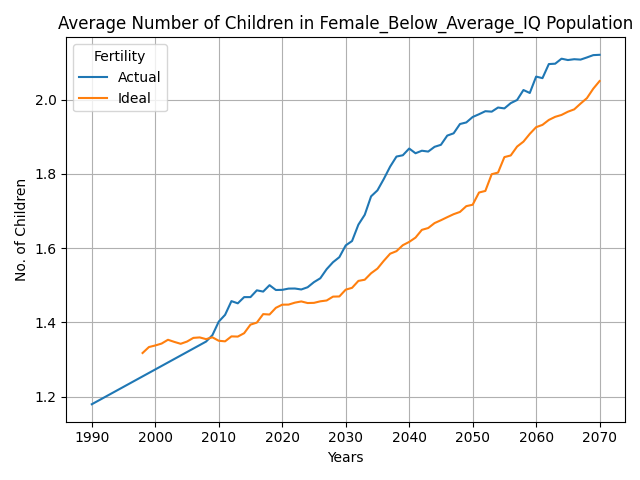 Average Number of Children in Female_Below_Average_IQ Population
Fertility
Actual
Ideal
No. of Children
2.0
1.8
1.6
1.4
1.2
1990 2000 2010 2020 2030 2040 2050 2060 2070
Years